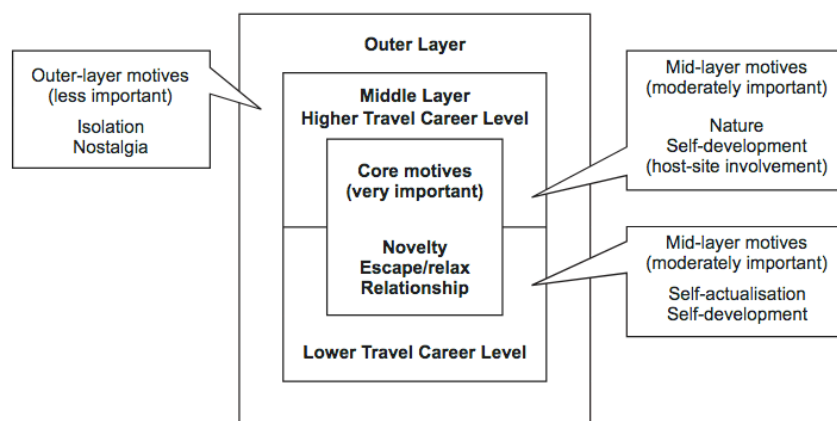 Outer Layer
Outer-layer motives
(less important)
Isolation
Nostalgia
Middle Layer
Higher Travel Career Level
Core motives
(very important)
Novelty
Escape/relax
Relationship
Lower Travel Career Level
Mid-layer motives
(moderately important)
Nature
Self-development
(host-site involvement)
Mid-layer motives
(moderately important)
Self-actualisation
Self-development